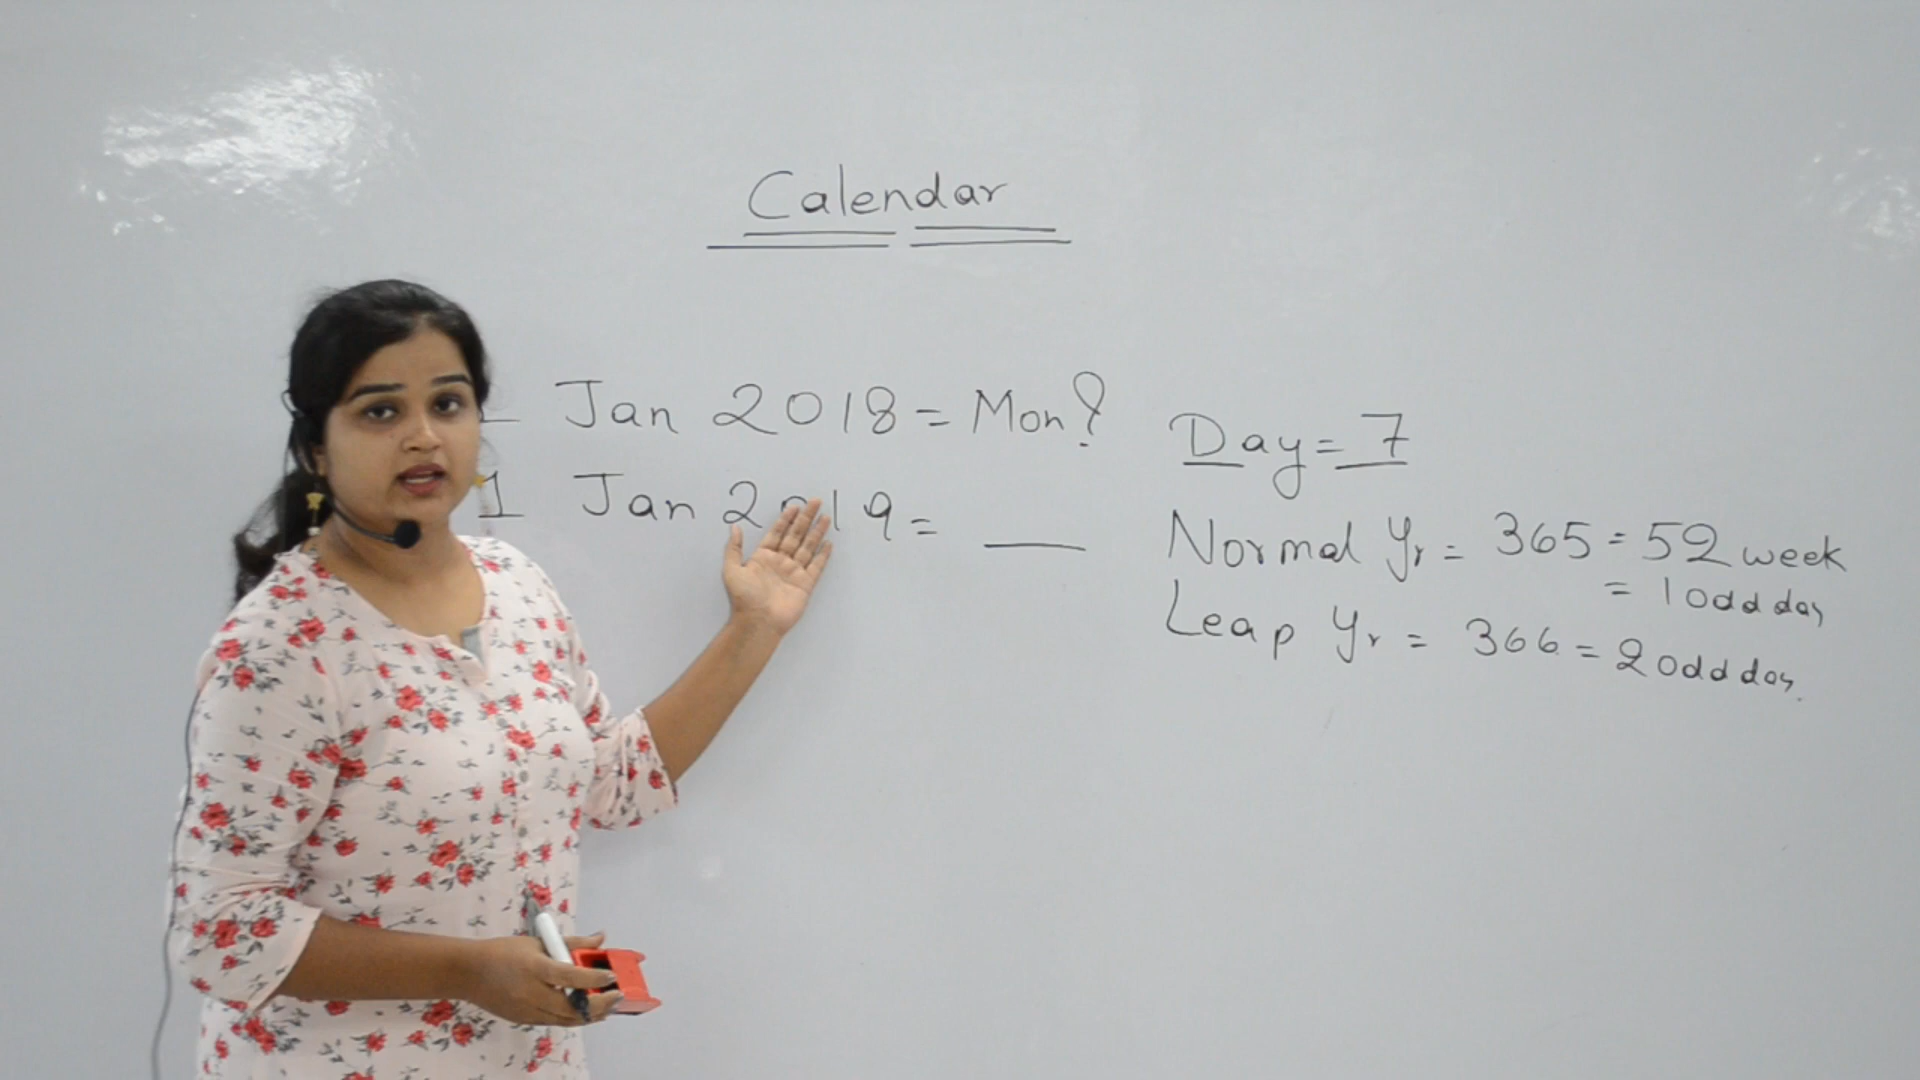 Calendar
1 Jan 2018 = Mon?
1 Jan 2019 = __
Day = 7
Normal Yr = 365 = 52 week
= 1 odd day
Leap Yr = 366 = 2 odd day.